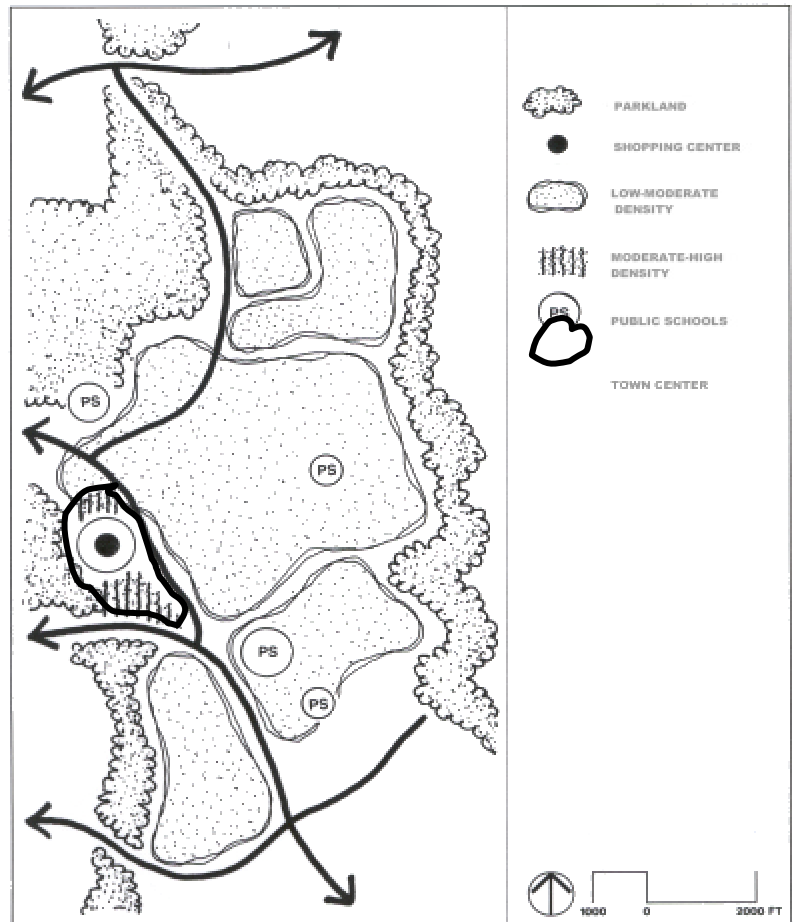 PARKLAND
SHOPPING CENTER
LOW-MODERATE
DENSITY
MODERATE-HIGH
DENSITY
PS
PUBLIC SCHOOLS
TOWN CENTER
PS
PS
PS
PS
1000 0 2000 FT